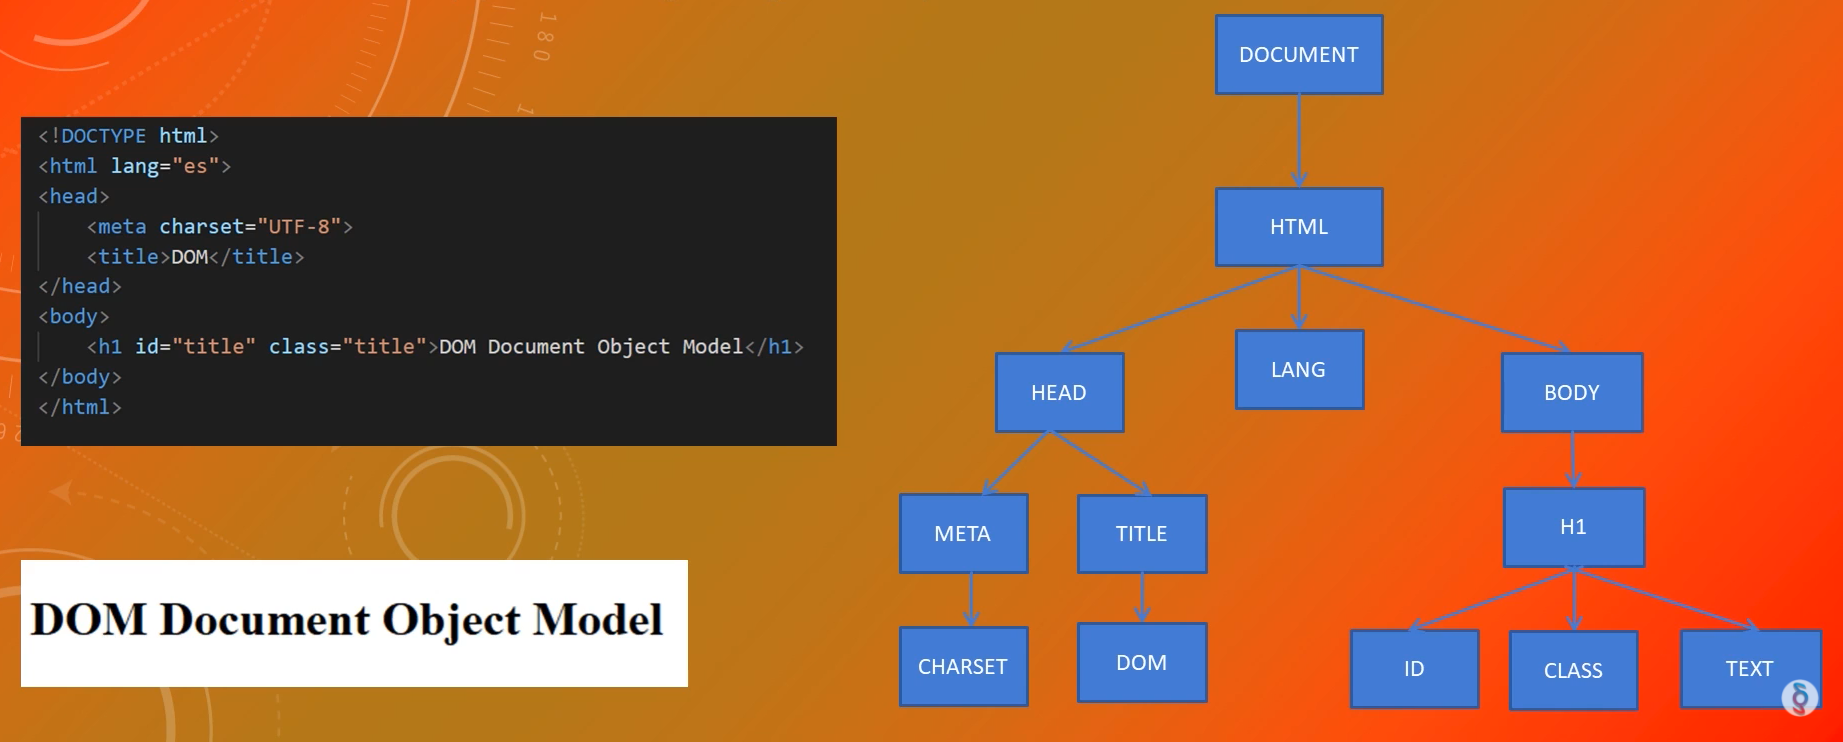 <!DOCTYPE html>
<html lang="es">
<head>
<meta charset="UTF-8">
<title>DOM</title>
</head>
<body>
<h1 id="title" class="title">DOM Document Object Model</h1>
</body>
</html>
DOM Document Object Model
DOCUMENT
HTML
HEAD
LANG
BODY
META
TITLE
H1
CHARSET
DOM
ID
CLASS
TEXT
180